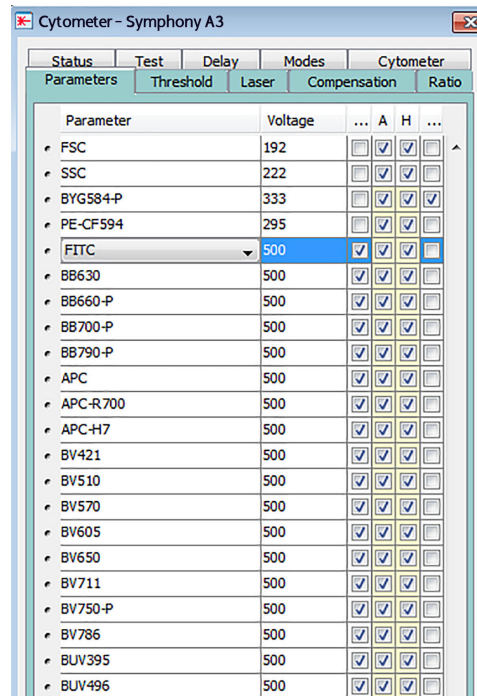 Cytometer - Symphony A3
Status Test Delay Modes Cytometer
Parameters Threshold Laser Compensation Ratio
Parameter Voltage ... A H ...
FSC 192
SSC 222
BYG584-P 333
PE-CF594 295
FITC 500
BB630 500
BB660-P 500
BB700-P 500
BB790-P 500
APC 500
APC-R700 500
APC-H7 500
BV421 500
BV510 500
BV570 500
BV605 500
BV650 500
BV711 500
BV750-P 500
BV786 500
BUV395 500
BUV496 500